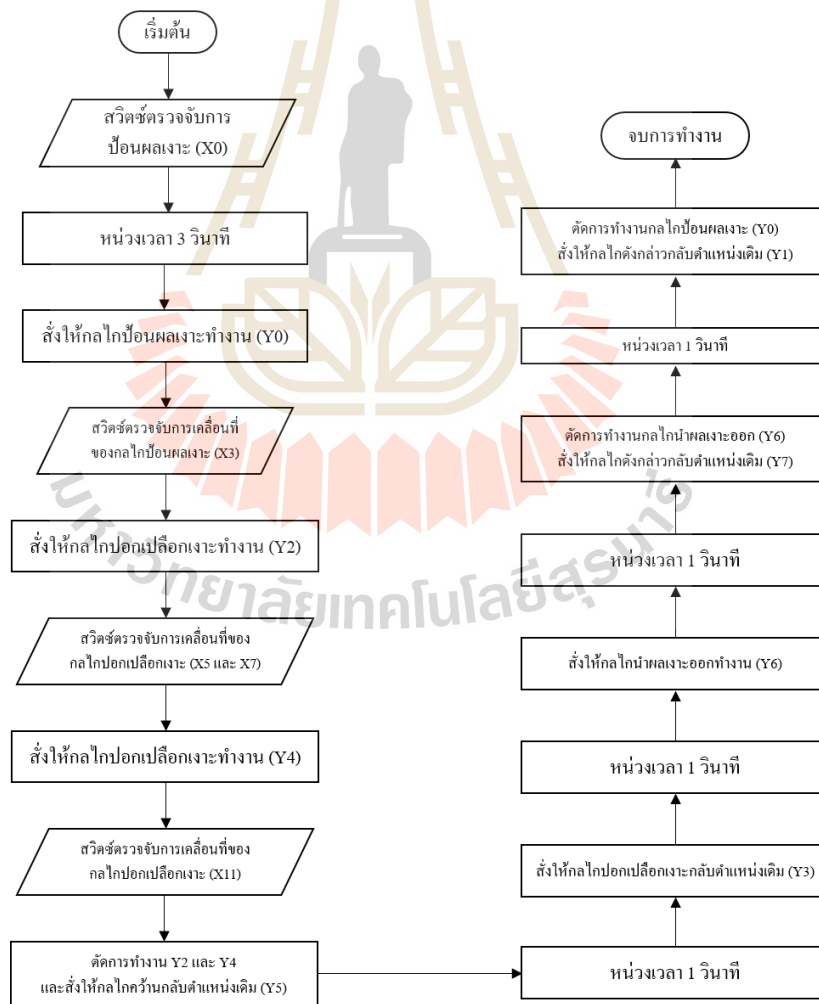 เริ่มต้น
สวิตซ์ตรวจจับการ
ป้อนผลเงาะ (X0)
หน่วงเวลา 3 วินาที
สั่งให้กลไกป้อนผลเงาะทำงาน (Y0)
สวิตซ์ตรวจจับการเคลื่อนที่
ของกลไกป้อนผลเงาะ (X3)
สั่งให้กลไกปอกเปลือกเงาะทำงาน (Y2)
สวิตซ์ตรวจจับการเคลื่อนที่ของ
กลไกปอกเปลือกเงาะ (X5 และ X7)
สั่งให้กลไกปอกเปลือกเงาะทำงาน (Y4)
สวิตซ์ตรวจจับการเคลื่อนที่ของ
กลไกปอกเปลือกเงาะ (X11)
ตัดการทำงาน Y2 และ Y4
และสั่งให้กลไกคว้านกลับตำแหน่งเดิม (Y5)
หน่วงเวลา 1 วินาที
สั่งให้กลไกปอกเปลือกเงาะกลับตำแหน่งเดิม (Y3)
หน่วงเวลา 1 วินาที
สั่งให้กลไกนำผลเงาะออกทำงาน (Y6)
หน่วงเวลา 1 วินาที
ตัดการทำงานกลไกนำผลเงาะออก (Y6)
สั่งให้กลไกดังกล่าวกลับตำแหน่งเดิม (Y7)
หน่วงเวลา 1 วินาที
ตัดการทำงานกลไกป้อนผลเงาะ (Y0)
สั่งให้กลไกดังกล่าวกลับตำแหน่งเดิม (Y1)
จบการทำงาน
มหาวิทยาลัยเทคโนโลยีสุรนารี